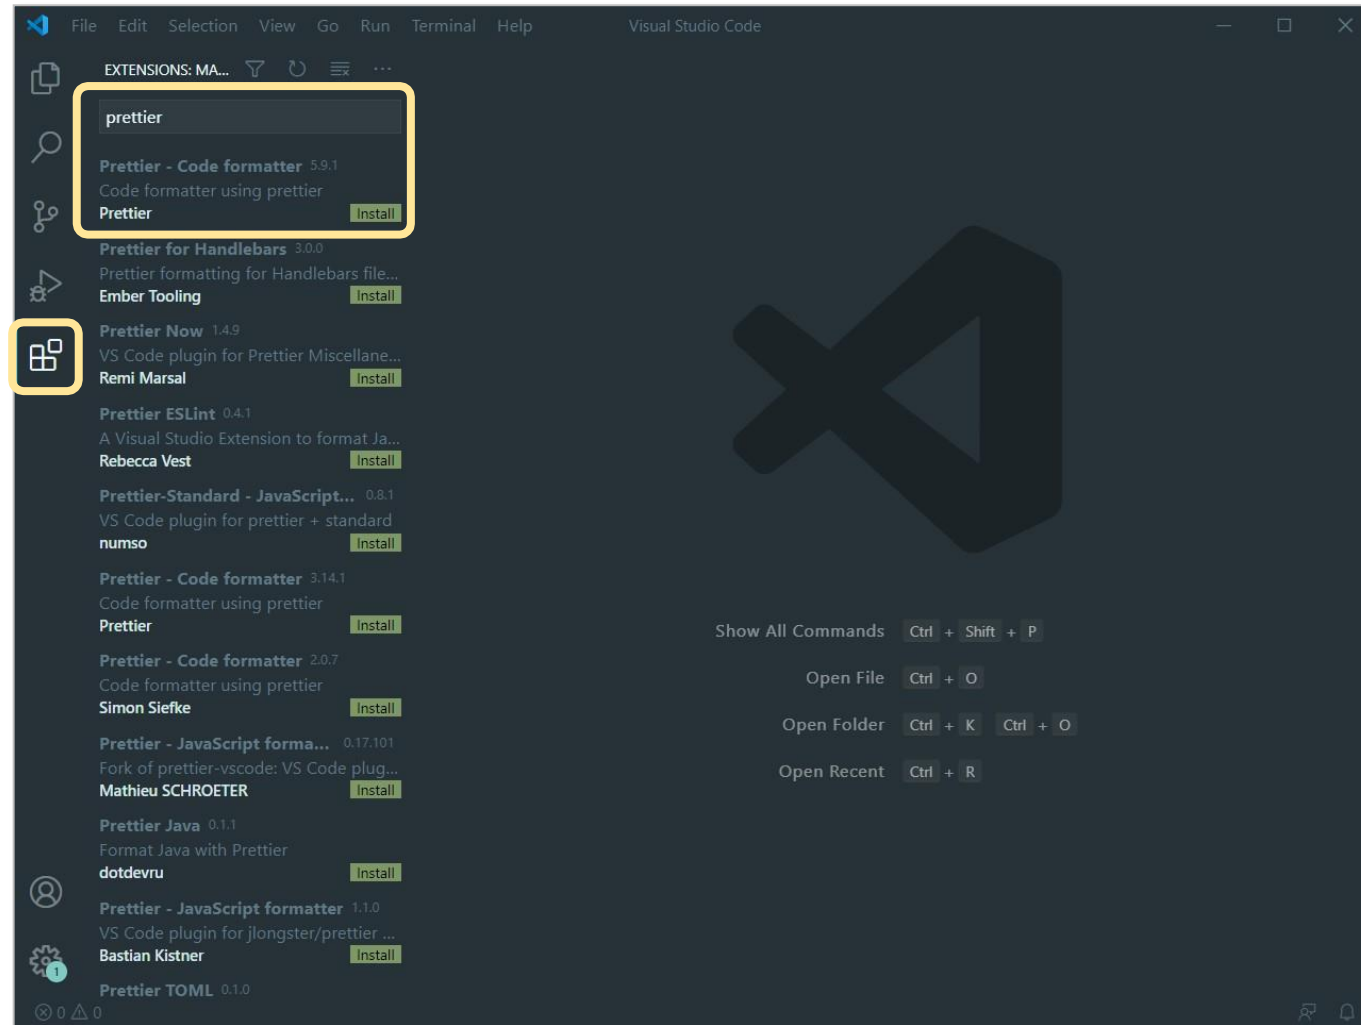 File Edit Selection View Go Run Terminal Help Visual Studio Code
EXTENSIONS: MA...
prettier
Prettier - Code formatter 5.9.1
Code formatter using prettier
Prettier Install
Prettier for Handlebars 3.0.0
Prettier formatting for Handlebars file...
Ember Tooling Install
Prettier Now 1.4.9
VS Code plugin for Prettier Miscellane...
Remi Marsal Install
Prettier ESLint 0.4.1
A Visual Studio Extension to format Ja...
Rebecca Vest Install
Prettier-Standard - JavaScript... 0.8.1
VS Code plugin for prettier + standard
numso Install
Prettier - Code formatter 3.14.1
Code formatter using prettier
Prettier Install
Prettier - Code formatter 2.0.7
Code formatter using prettier
Simon Siefke Install
Prettier - JavaScript forma... 0.17.101
Fork of prettier-vscode: VS Code plug...
Mathieu SCHROETER Install
Prettier Java 0.1.1
Format Java with Prettier
dotdevru Install
Prettier - JavaScript formatter 1.1.0
VS Code plugin for jlongster/prettier ...
Bastian Kistner Install
Prettier TOML 0.1.0
Show All Commands Ctrl + Shift + P
Open File Ctrl + O
Open Folder Ctrl + K Ctrl + O
Open Recent Ctrl + R
1
0 0